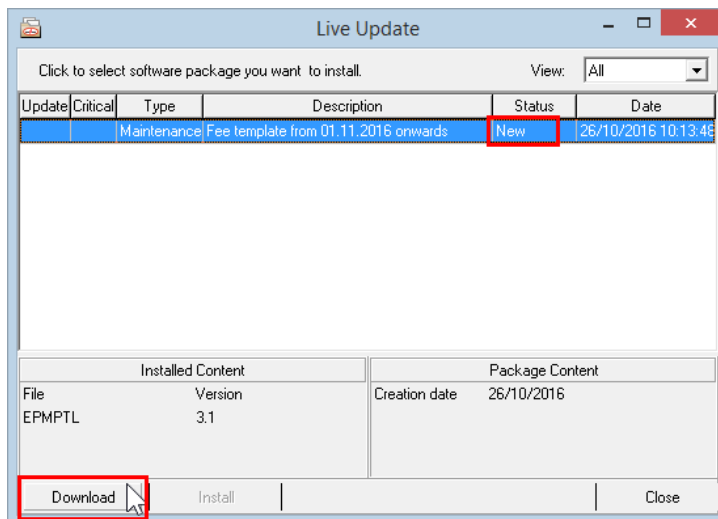 Live Update
Click to select software package you want to install. View: All
Update Critical Type Description Status Date
Maintenance Fee template from 01.11.2016 onwards New 26/10/2016 10:13:48
Installed Content Package Content
File Version Creation date 26/10/2016
EPMPTL 3.1
Download Install Close